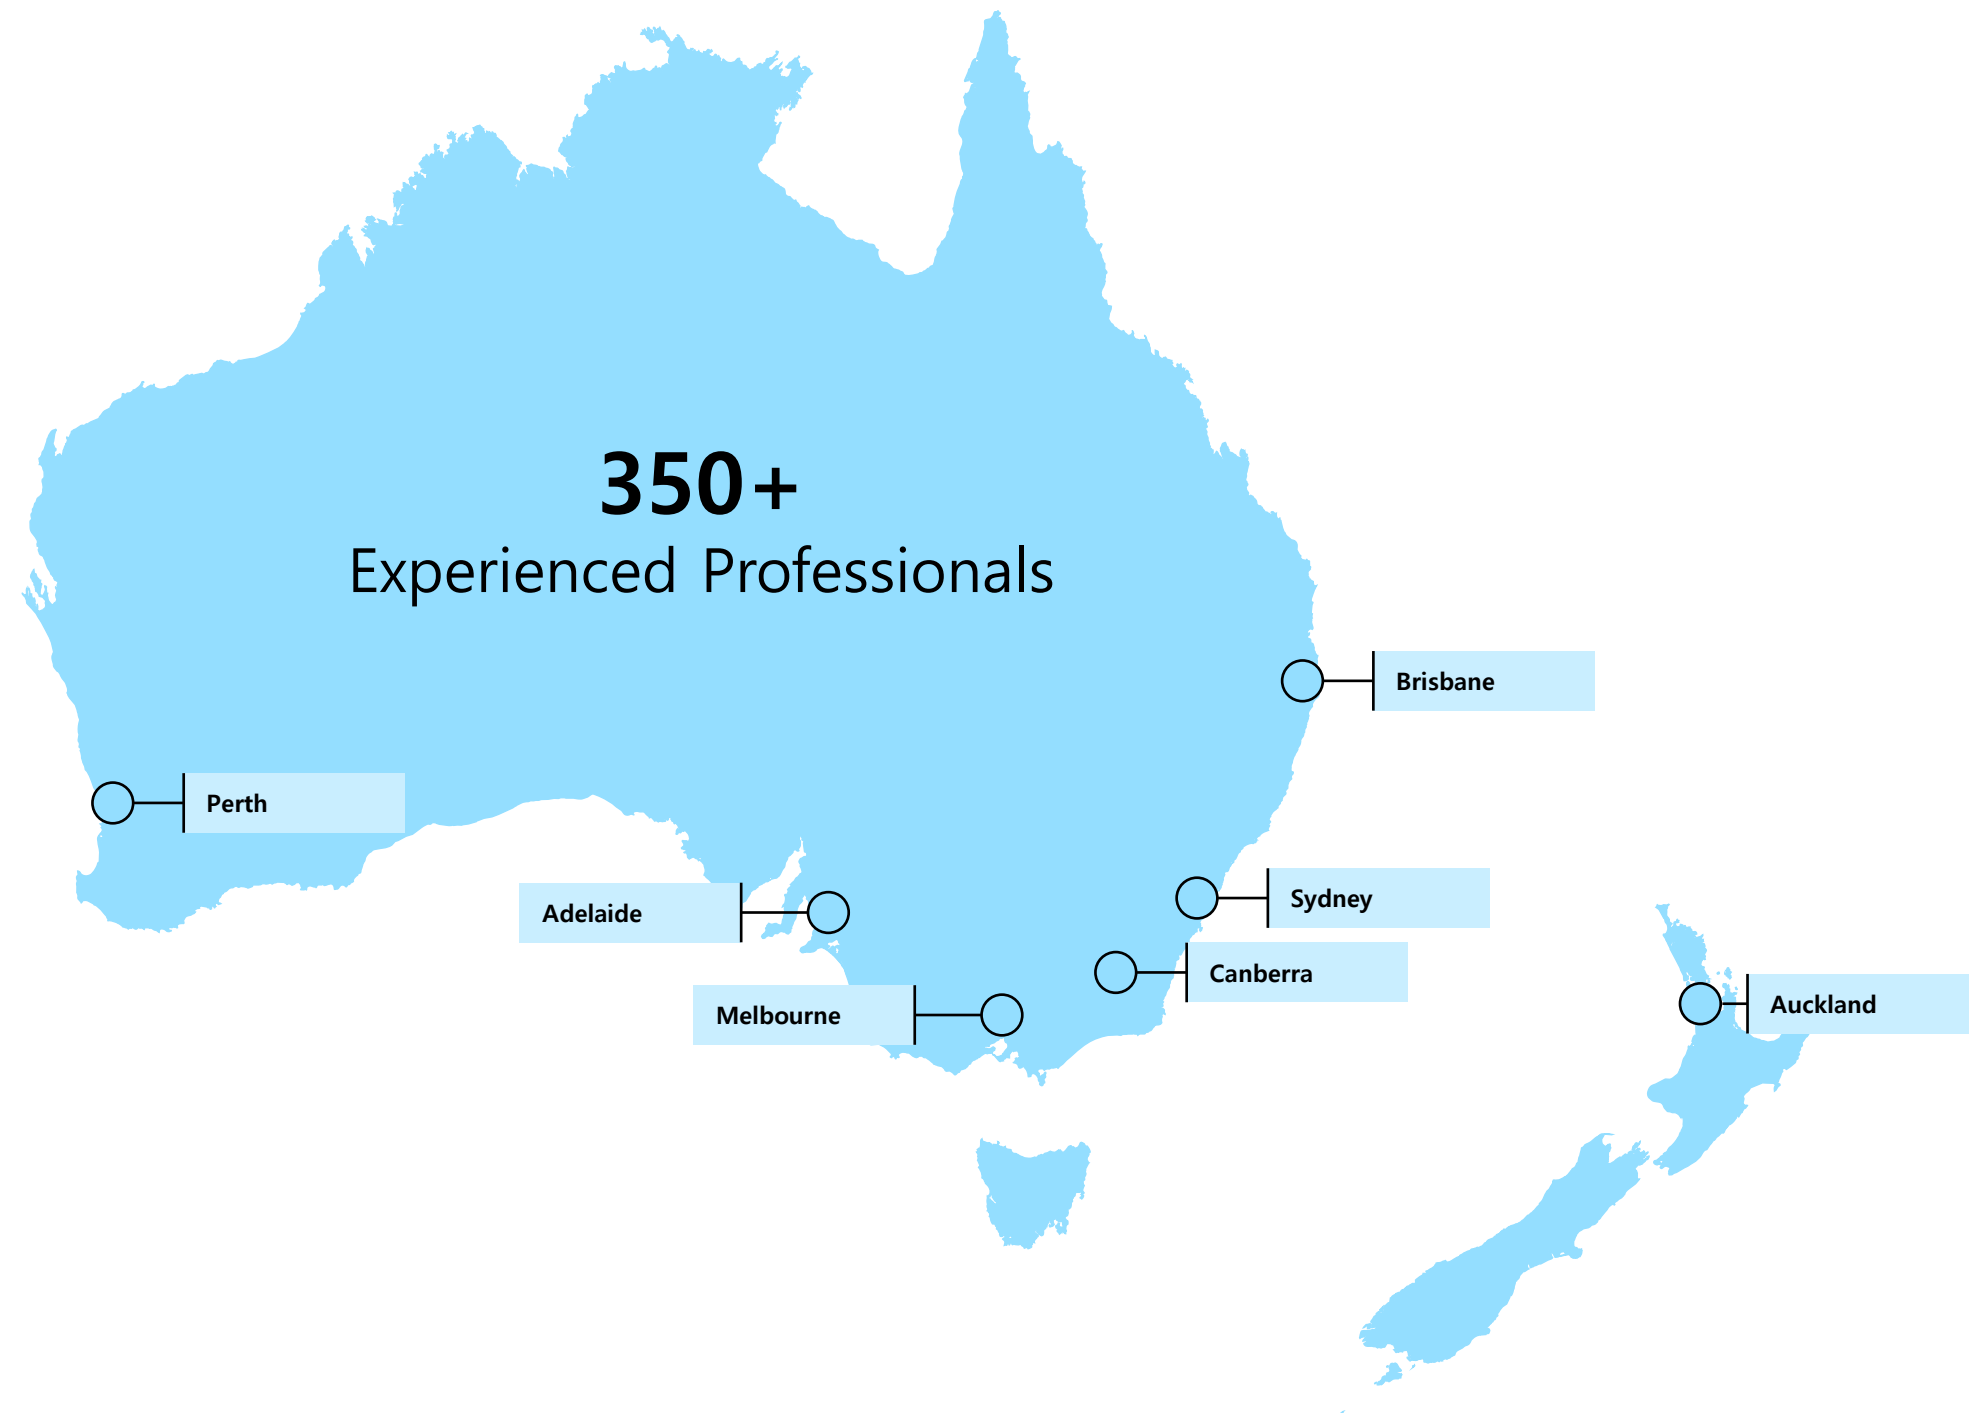 350+
Experienced Professionals
Brisbane
Perth
Sydney
Adelaide
Canberra
Auckland
Melbourne